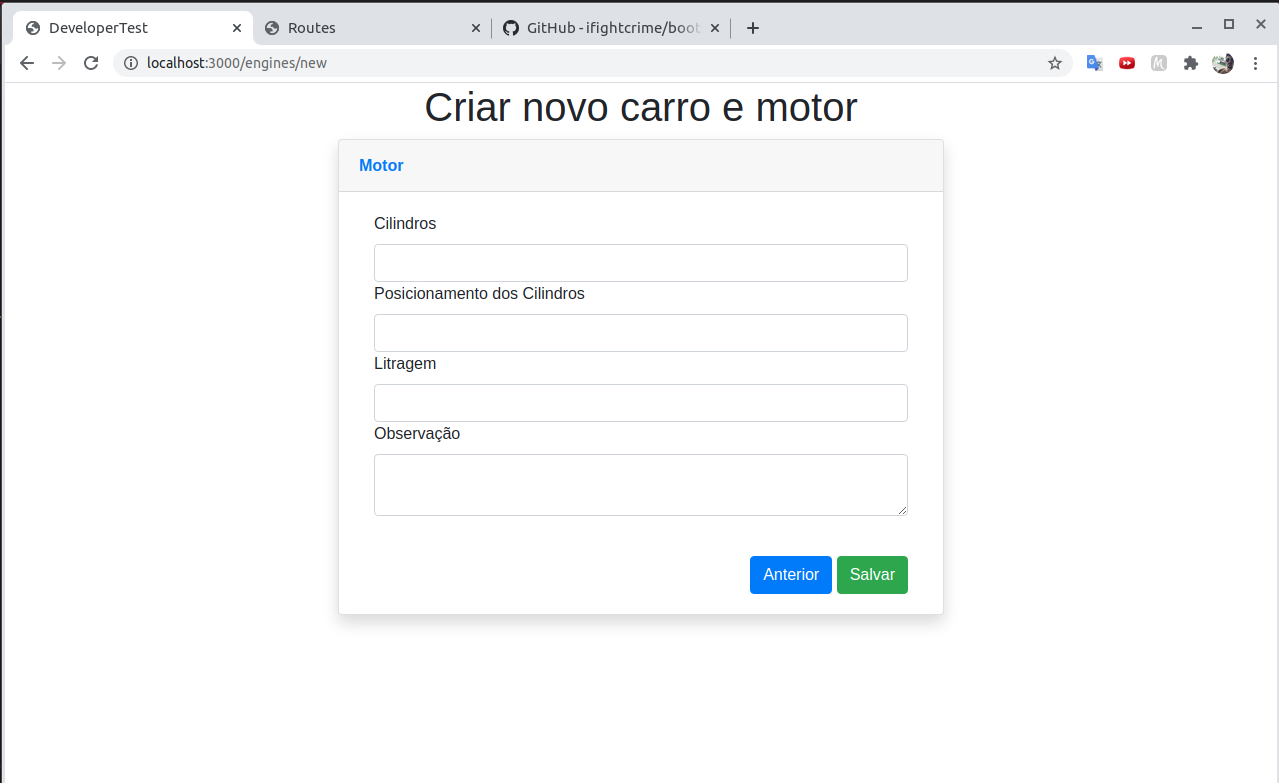 DeveloperTest
Routes
GitHub - ifightcrime/boot
localhost:3000/engines/new
Criar novo carro e motor
Motor
Cilindros
Posicionamento dos Cilindros
Litragem
Observação
Anterior Salvar